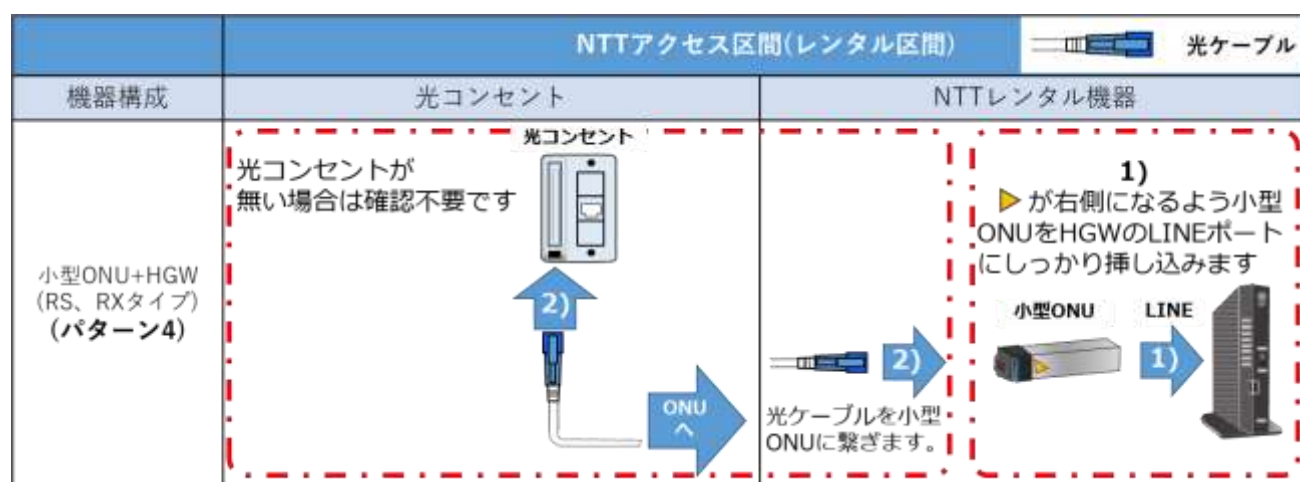 NTTアクセス区間(レンタル区間)
光ケーブル
機器構成
光コンセント
NTTレンタル機器
小型ONU+HGW
(RS、RXタイプ)
(パターン4)
光コンセントが
無い場合は確認不要です
光コンセント
2)
ONU
へ
2)
光ケーブルを小型
ONUに繋ぎます。
1)
▶が右側になるよう小型
ONUをHGWのLINEポート
にしっかり挿し込みます
小型ONU
LINE
1)